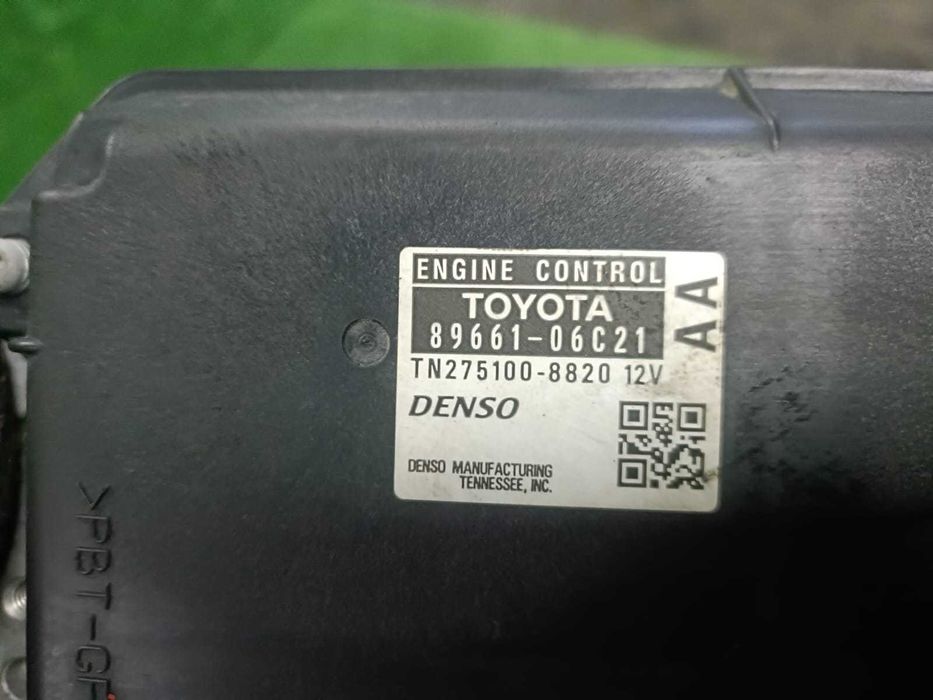 ENGINE CONTROL
TOYOTA
89661-06C21
AA
TN275100-8820 12V
DENSO
DENSO MANUFACTURING
TENNESSEE, INC.
>PBT-GF